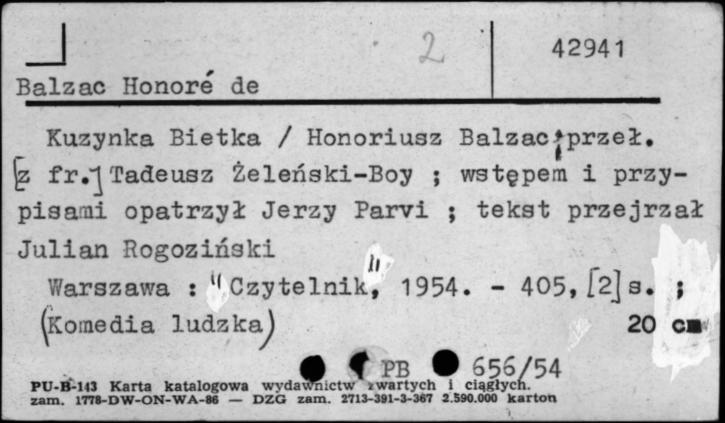 2 42941
Balzac Honoré de
Kuzynka Bietka / Honoriusz Balzac ; przeł.
[z fr.] Tadeusz Żeleński-Boy ; wstępem i przy-
pisami opatrzył Jerzy Parvi ; tekst przejrzał
Julian Rogoziński
Warszawa : "Czytelnik", 1954. - 405, [2] s. ;
(Komedia ludzka) 20 cm
PB 656/54
PU-B-143 Karta katalogowa wydawnictw zwartych i ciągłych.
zam. 1778-DW-ON-WA-86 — DZG zam. 2713-391-3-367 2.590.000 karton